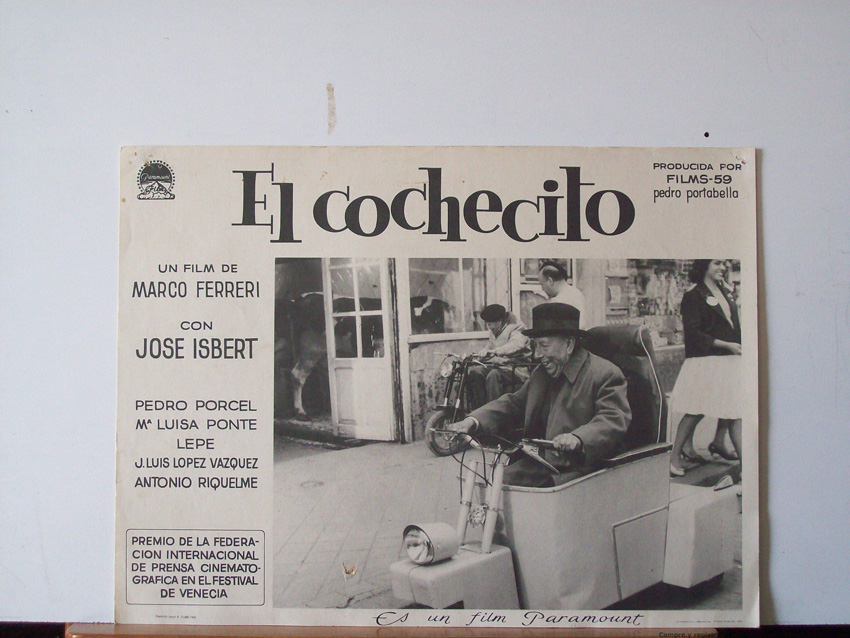 Paramount
El cochecito
PRODUCIDA POR
FILMS-59
pedro portabella
UN FILM DE
MARCO FERRERI
CON
JOSE ISBERT
PEDRO PORCEL
Mª LUISA PONTE
LEPE
J. LUIS LOPEZ VAZQUEZ
ANTONIO RIQUELME
PREMIO DE LA FEDERA-
CION INTERNACIONAL
DE PRENSA CINEMATO-
GRAFICA EN EL FESTIVAL
DE VENECIA
Es un film Paramount